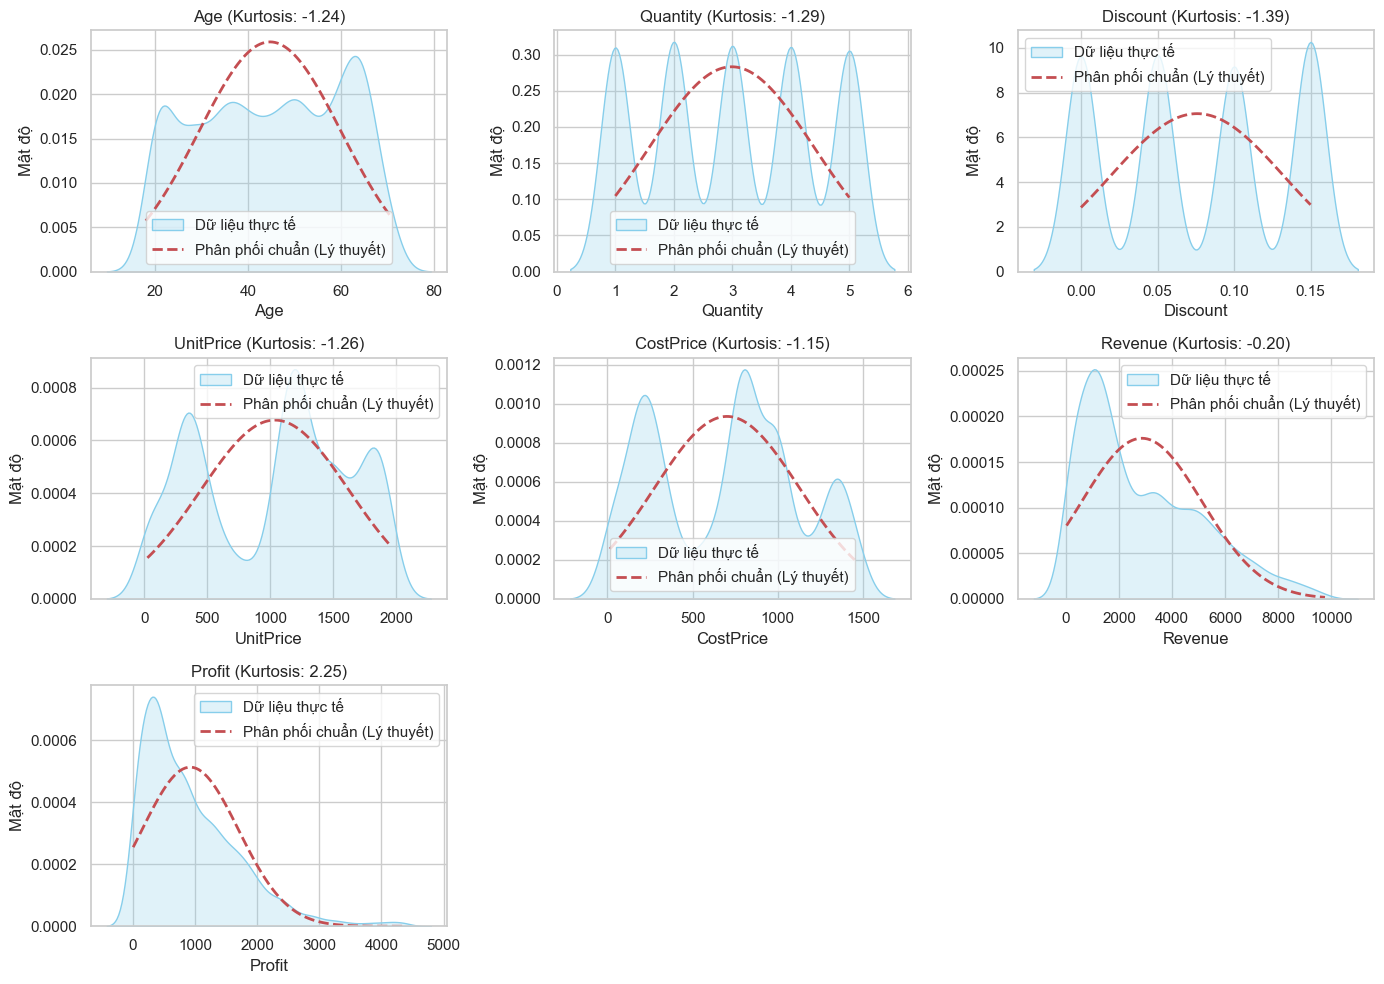 Age (Kurtosis: -1.24)
Mật độ
0.025
0.020
0.015
0.010
0.005
0.000
Dữ liệu thực tế
Phân phối chuẩn (Lý thuyết)
20 40 60 80
Age
Quantity (Kurtosis: -1.29)
Mật độ
0.30
0.25
0.20
0.15
0.10
0.05
0.00
Dữ liệu thực tế
Phân phối chuẩn (Lý thuyết)
0 1 2 3 4 5 6
Quantity
Discount (Kurtosis: -1.39)
Mật độ
10
8
6
4
2
0
Dữ liệu thực tế
Phân phối chuẩn (Lý thuyết)
0.00 0.05 0.10 0.15
Discount
UnitPrice (Kurtosis: -1.26)
Mật độ
0.0008
0.0006
0.0004
0.0002
0.0000
Dữ liệu thực tế
Phân phối chuẩn (Lý thuyết)
0 500 1000 1500 2000
UnitPrice
CostPrice (Kurtosis: -1.15)
Mật độ
0.0012
0.0010
0.0008
0.0006
0.0004
0.0002
0.0000
Dữ liệu thực tế
Phân phối chuẩn (Lý thuyết)
0 500 1000 1500
CostPrice
Revenue (Kurtosis: -0.20)
Mật độ
0.00025
0.00020
0.00015
0.00010
0.00005
0.00000
Dữ liệu thực tế
Phân phối chuẩn (Lý thuyết)
0 2000 4000 6000 8000 10000
Revenue
Profit (Kurtosis: 2.25)
Mật độ
0.0006
0.0004
0.0002
0.0000
Dữ liệu thực tế
Phân phối chuẩn (Lý thuyết)
0 1000 2000 3000 4000 5000
Profit